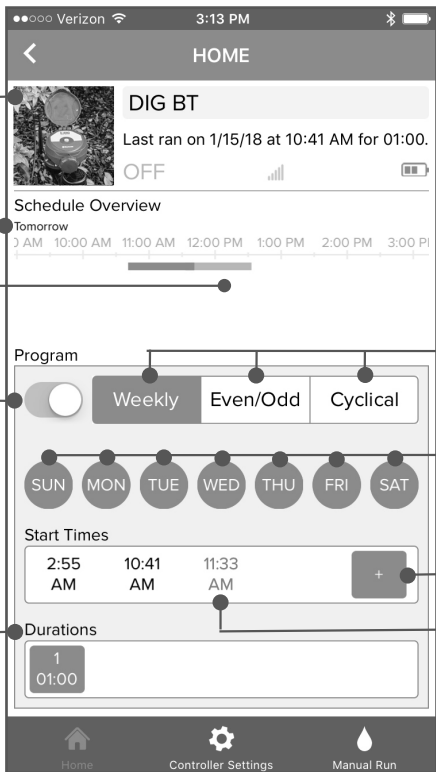 Verizon 3:13 PM
HOME
DIG BT
Last ran on 1/15/18 at 10:41 AM for 01:00.
OFF
Schedule Overview
Tomorrow
0 AM 10:00 AM 11:00 AM 12:00 PM 1:00 PM 2:00 PM 3:00 P
Program
Weekly Even/Odd Cyclical
SUN MON TUE WED THU FRI SAT
Start Times
2:55 10:41 11:33 +
AM AM AM
Durations
1
01:00
Home Controller Settings Manual Run